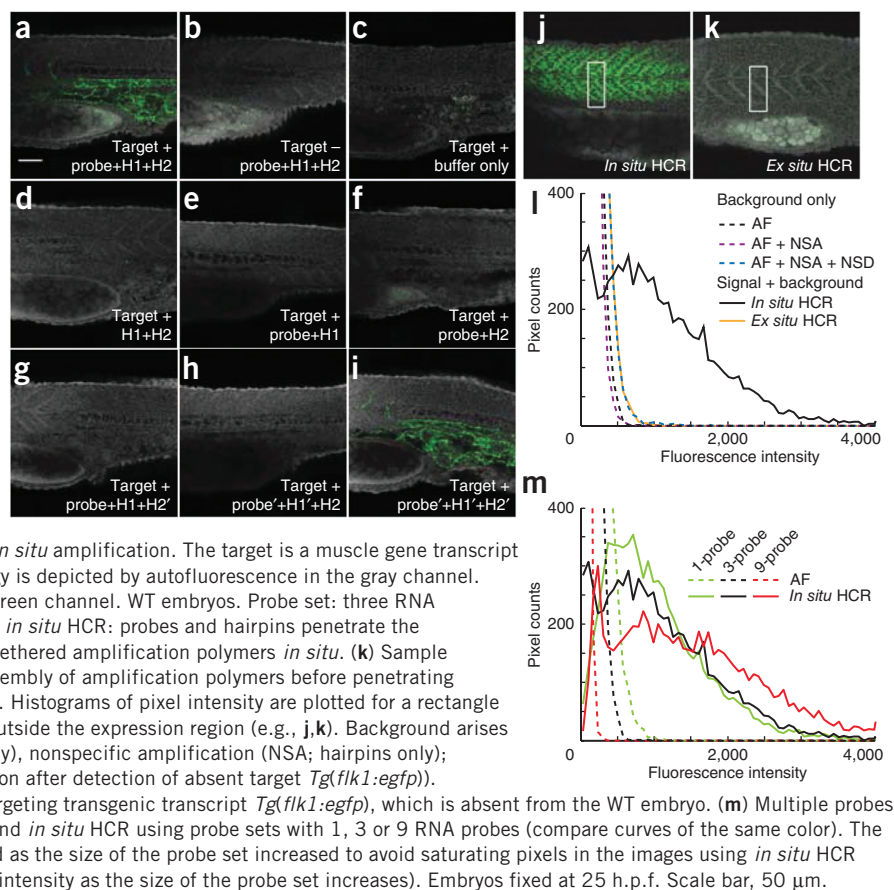 a
b
c
Target +
probe+H1+H2
Target –
probe+H1+H2
Target +
buffer only
d
e
f
Target +
H1+H2
Target +
probe+H1
Target +
probe+H2
g
h
i
Target +
probe+H1+H2′
Target +
probe′+H1′+H2
Target +
probe′+H1′+H2′
j
k
In situ HCR
Ex situ HCR
l
400
200
Pixel counts
Background only
AF
AF + NSA
AF + NSA + NSD
Signal + background
In situ HCR
Ex situ HCR
0
2,000
4,000
Fluorescence intensity
m
400
200
Pixel counts
1-probe
3-probe
9-probe
AF
In situ HCR
0
2,000
4,000
Fluorescence intensity
n situ amplification. The target is a muscle gene transcript
y is depicted by autofluorescence in the gray channel.
reen channel. WT embryos. Probe set: three RNA
in situ HCR: probes and hairpins penetrate the
tethered amplification polymers in situ. (k) Sample
embly of amplification polymers before penetrating
. Histograms of pixel intensity are plotted for a rectangle
utside the expression region (e.g., j,k). Background arises
y), nonspecific amplification (NSA; hairpins only);
on after detection of absent target Tg(flk1:egfp)).
rgeting transgenic transcript Tg(flk1:egfp), which is absent from the WT embryo. (m) Multiple probes
nd in situ HCR using probe sets with 1, 3 or 9 RNA probes (compare curves of the same color). The
d as the size of the probe set increased to avoid saturating pixels in the images using in situ HCR
intensity as the size of the probe set increases). Embryos fixed at 25 h.p.f. Scale bar, 50 μm.